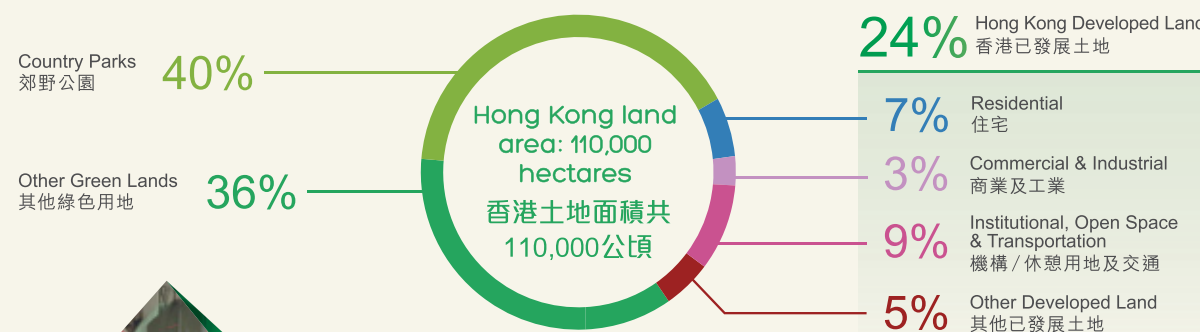 Country Parks
郊野公園
40%
Other Green Lands
其他綠色用地
36%
Hong Kong land
area: 110,000
hectares
香港土地面積共
110,000公頃
24%
Hong Kong Developed Lan
香港已發展土地
7%
Residential
住宅
3%
Commercial & Industrial
商業及工業
9%
Institutional, Open Space
& Transportation
機構/休憩用地及交通
5%
Other Developed Land
其他已發展土地